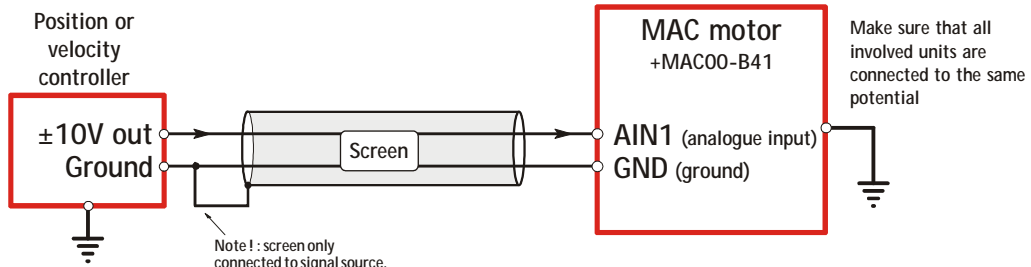 Position or
velocity
controller
±10V out
Ground
Screen
Note! : screen only
connected to signal source.
MAC motor
+MAC00-B41
AIN1 (analogue input)
GND (ground)
Make sure that all
involved units are
connected to the same
potential